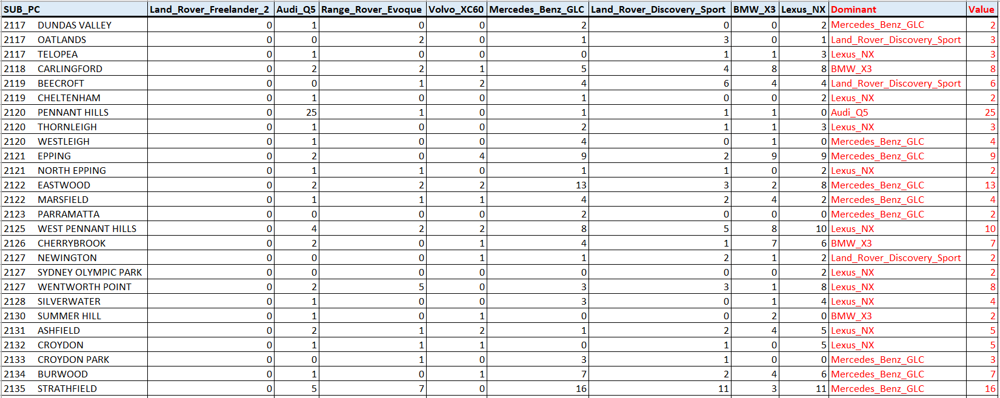 SUB_PC Land_Rover_Freelander_2 Audi_Q5 Range_Rover_Evoque Volvo_XC60 Mercedes_Benz_GLC Land_Rover_Discovery_Sport BMW_X3 Lexus_NX Dominant Value
2117 DUNDAS VALLEY 0 1 0 0 2 0 0 2 Mercedes_Benz_GLC 2
2117 OATLANDS 0 0 2 0 1 3 0 1 Land_Rover_Discovery_Sport 3
2117 TELOPEA 0 1 0 0 0 1 1 3 Lexus_NX 3
2118 CARLINGFORD 0 2 2 1 5 4 8 8 BMW_X3 8
2119 BEECROFT 0 0 1 2 4 6 4 4 Land_Rover_Discovery_Sport 6
2119 CHELTENHAM 0 1 0 0 1 0 0 2 Lexus_NX 2
2120 PENNANT HILLS 0 25 1 0 1 1 1 0 Audi_Q5 25
2120 THORNLEIGH 0 1 0 0 2 1 1 3 Lexus_NX 3
2120 WESTLEIGH 0 1 0 0 4 0 1 0 Mercedes_Benz_GLC 4
2121 EPPING 0 2 0 4 9 2 9 9 Mercedes_Benz_GLC 9
2121 NORTH EPPING 0 1 1 0 1 1 0 2 Lexus_NX 2
2122 EASTWOOD 0 2 2 2 13 3 2 8 Mercedes_Benz_GLC 13
2122 MARSFIELD 0 1 1 1 4 2 4 2 Mercedes_Benz_GLC 4
2123 PARRAMATTA 0 0 0 0 2 0 0 0 Mercedes_Benz_GLC 2
2125 WEST PENNANT HILLS 0 4 2 2 8 5 8 10 Lexus_NX 10
2126 CHERRYBROOK 0 2 0 1 4 1 7 6 BMW_X3 7
2127 NEWINGTON 0 0 0 1 1 2 1 2 Land_Rover_Discovery_Sport 2
2127 SYDNEY OLYMPIC PARK 0 0 0 0 0 0 0 2 Lexus_NX 2
2127 WENTWORTH POINT 0 2 5 0 3 3 1 8 Lexus_NX 8
2128 SILVERWATER 0 1 0 0 3 0 1 4 Lexus_NX 4
2130 SUMMER HILL 0 1 0 1 0 0 2 0 BMW_X3 2
2131 ASHFIELD 0 2 1 2 1 2 4 5 Lexus_NX 5
2132 CROYDON 0 1 1 1 0 1 0 5 Lexus_NX 5
2133 CROYDON PARK 0 0 1 0 3 1 0 0 Mercedes_Benz_GLC 3
2134 BURWOOD 0 1 0 1 7 2 4 6 Mercedes_Benz_GLC 7
2135 STRATHFIELD 0 5 7 0 16 11 3 11 Mercedes_Benz_GLC 16